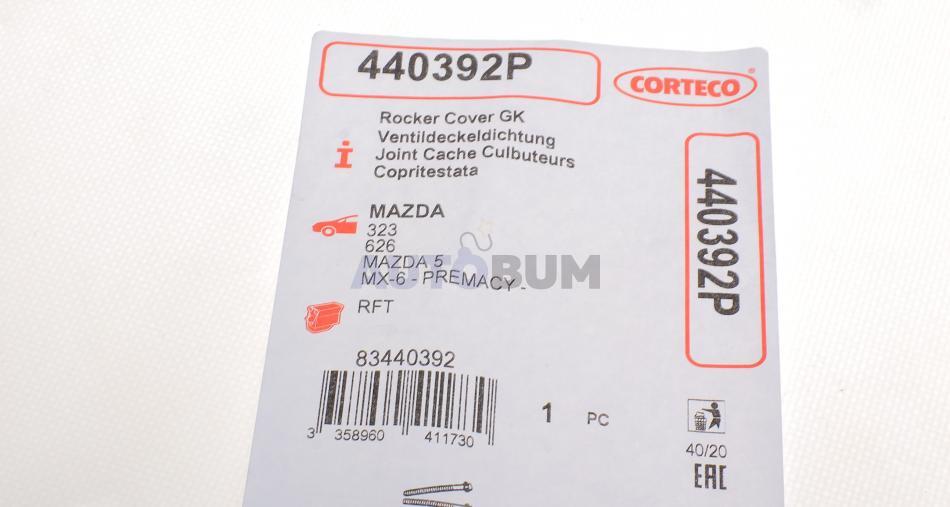 440392P
CORTECO
Rocker Cover GK
Ventildeckeldichtung
Joint Cache Culbuteurs
Copritestata
440392P
MAZDA
323
626
MAZDA 5
MX-6 - PREMACY -
AUTOBUM
RFT
83440392
3 358960 411730
1 PC
40/20
EAC